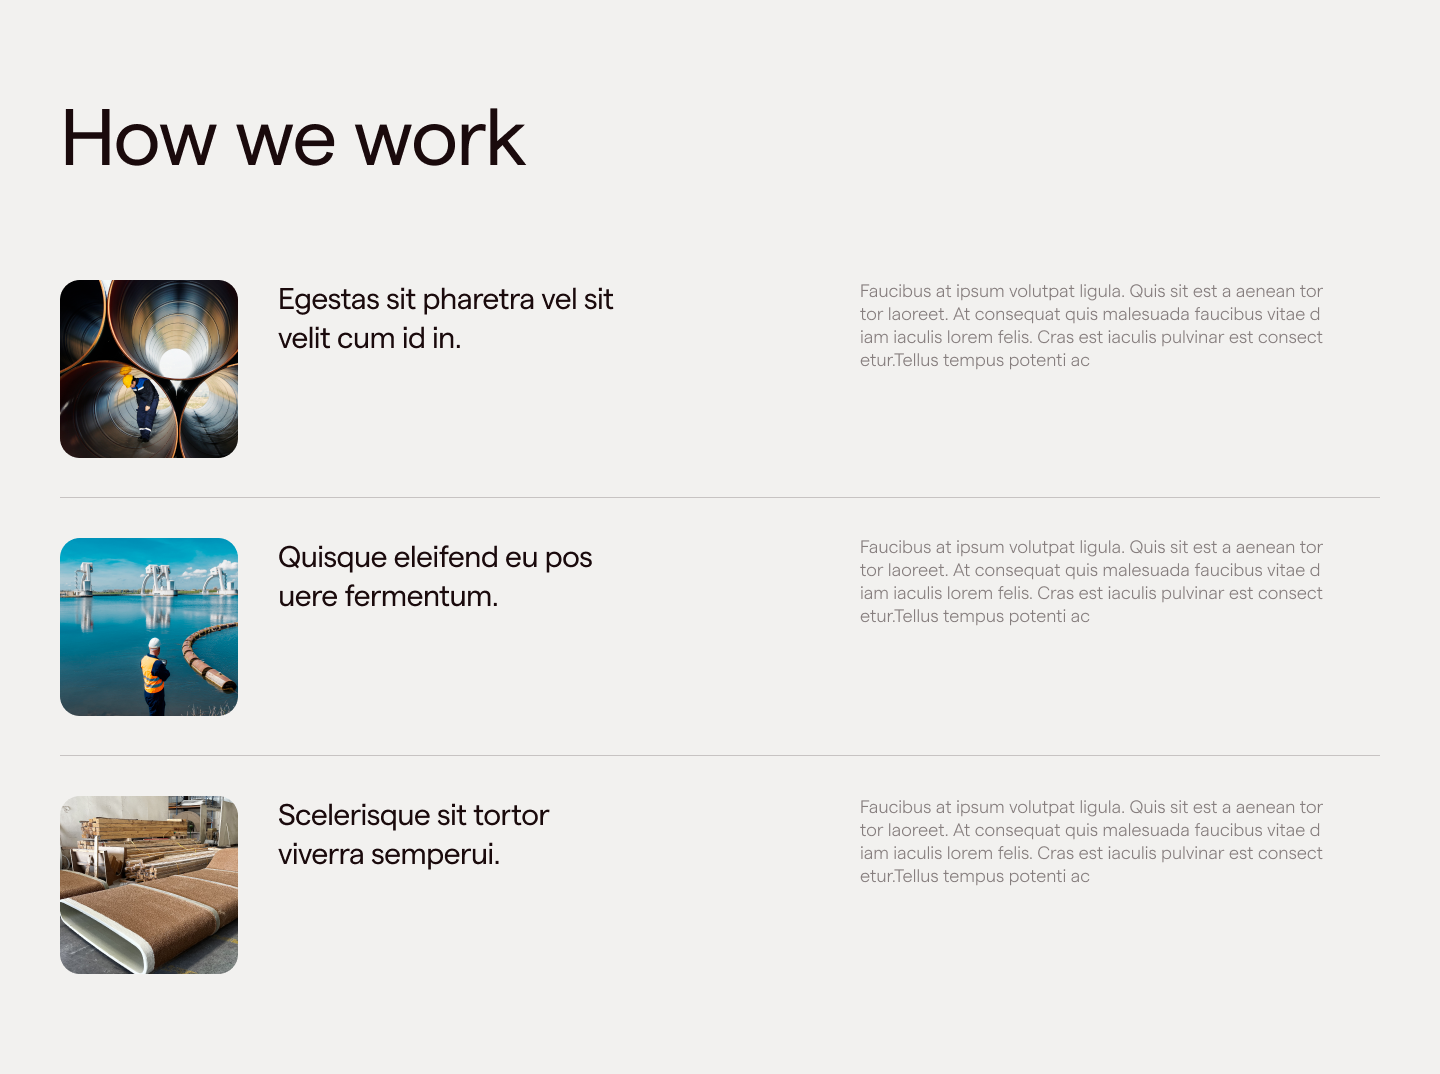 How we work
Egestas sit pharetra vel sit
velit cum id in.
Faucibus at ipsum volutpat ligula. Quis sit est a aenean tor
tor laoreet. At consequat quis malesuada faucibus vitae d
iam iaculis lorem felis. Cras est iaculis pulvinar est consect
etur.Tellus tempus potenti ac
Quisque eleifend eu pos
uere fermentum.
Faucibus at ipsum volutpat ligula. Quis sit est a aenean tor
tor laoreet. At consequat quis malesuada faucibus vitae d
iam iaculis lorem felis. Cras est iaculis pulvinar est consect
etur.Tellus tempus potenti ac
Scelerisque sit tortor
viverra semperui.
Faucibus at ipsum volutpat ligula. Quis sit est a aenean tor
tor laoreet. At consequat quis malesuada faucibus vitae d
iam iaculis lorem felis. Cras est iaculis pulvinar est consect
etur.Tellus tempus potenti ac